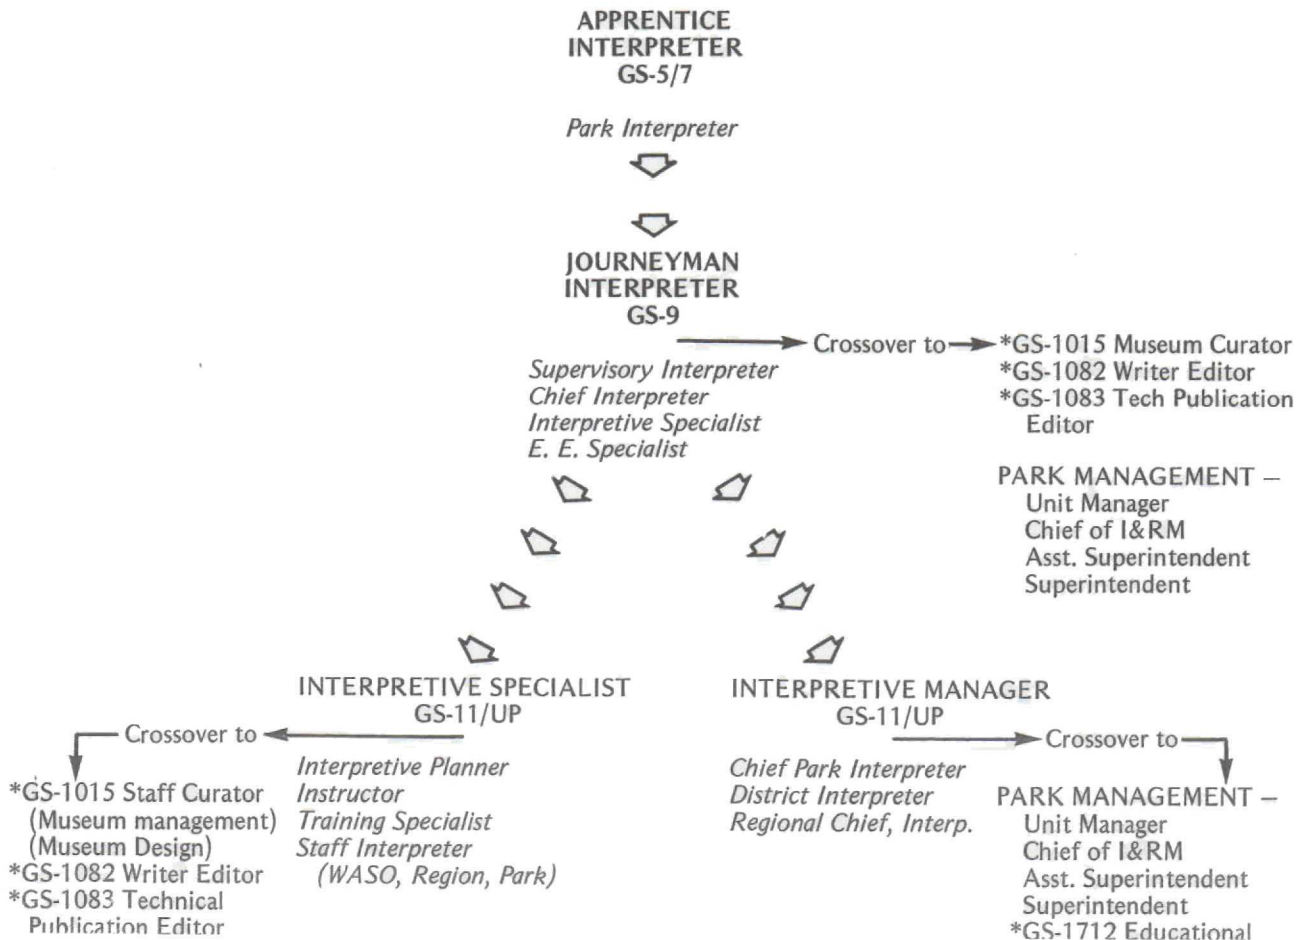 APPRENTICE
INTERPRETER
GS-5/7
Park Interpreter
JOURNEYMAN
INTERPRETER
GS-9
Crossover to
*GS-1015 Museum Curator
*GS-1082 Writer Editor
*GS-1083 Tech Publication
Editor
Supervisory Interpreter
Chief Interpreter
Interpretive Specialist
E. E. Specialist
PARK MANAGEMENT –
Unit Manager
Chief of I&RM
Asst. Superintendent
Superintendent
INTERPRETIVE SPECIALIST
GS-11/UP
Crossover to
*GS-1015 Staff Curator
(Museum management)
(Museum Design)
*GS-1082 Writer Editor
*GS-1083 Technical
Publication Editor
Interpretive Planner
Instructor
Training Specialist
Staff Interpreter
(WASO, Region, Park)
INTERPRETIVE MANAGER
GS-11/UP
Crossover to
Chief Park Interpreter
District Interpreter
Regional Chief, Interp.
PARK MANAGEMENT –
Unit Manager
Chief of I&RM
Asst. Superintendent
Superintendent
*GS-1712 Educational